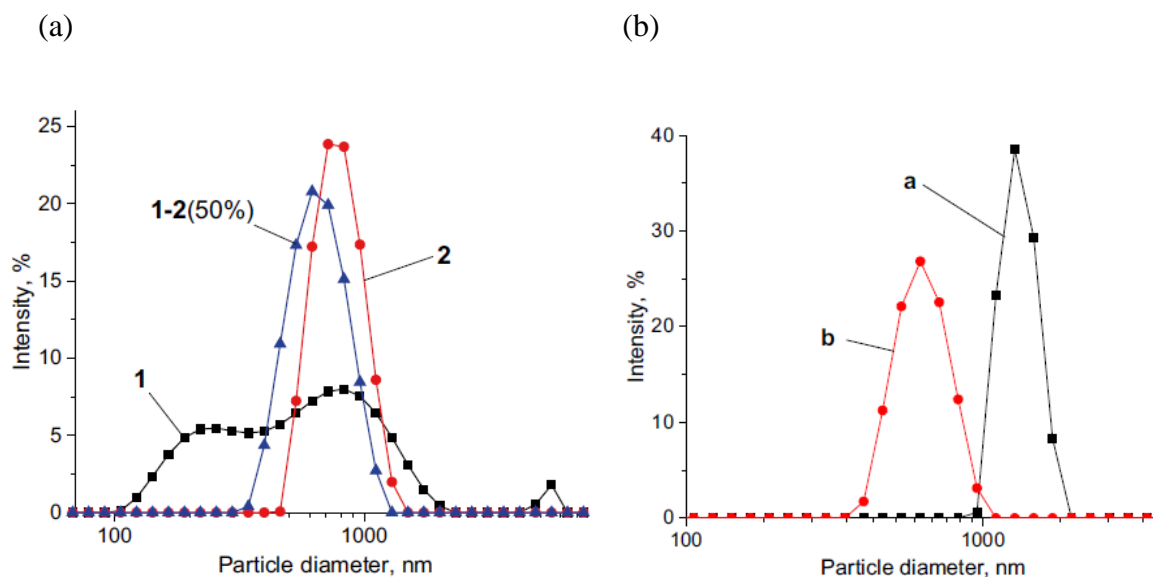 (a)
(b)
25
20
15
10
5
0
Intensity, %
1-2(50%)
2
1
100
1000
Particle diameter, nm
40
30
20
10
0
Intensity, %
a
b
100
1000
Particle diameter, nm